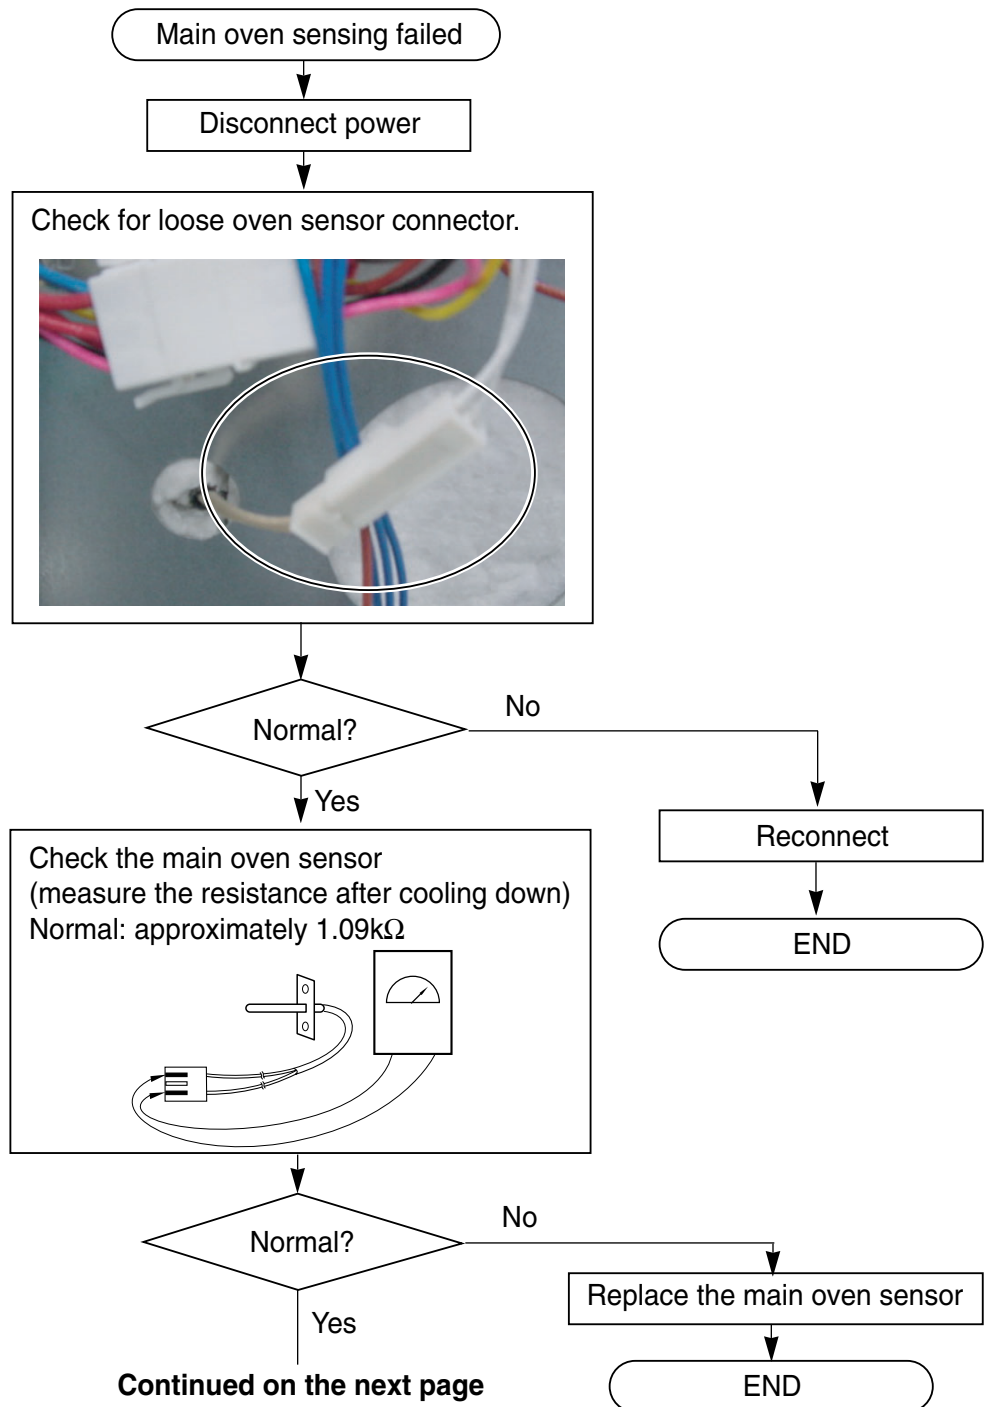 Main oven sensing failed
Disconnect power
Check for loose oven sensor connector.
Normal?
No
Yes
Reconnect
END
Check the main oven sensor
(measure the resistance after cooling down)
Normal: approximately 1.09kΩ
Normal?
No
Yes
Replace the main oven sensor
END
Continued on the next page